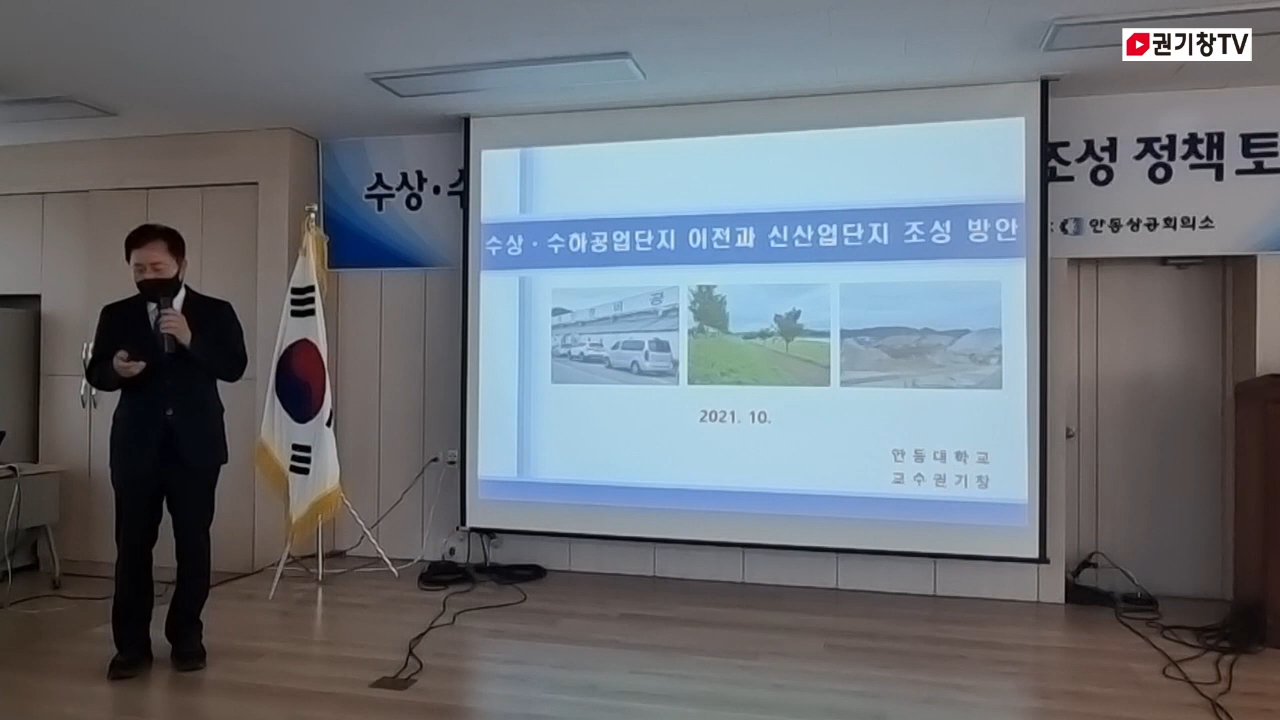 권기창TV
수상·수
조성 정책 토
안동상공회의소
수상·수하공업단지 이전과 신산업단지 조성 방안
2021. 10.
안동대학교
교수권기창